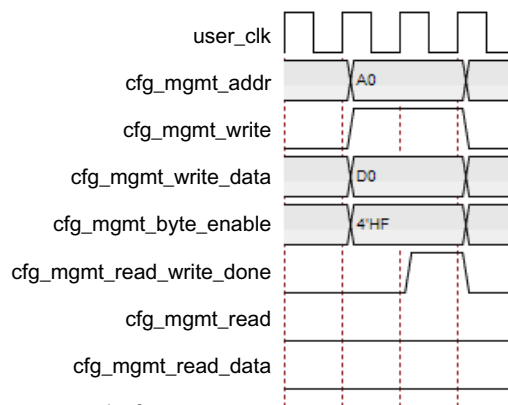 user_clk
cfg_mgmt_addr
A0
cfg_mgmt_write
cfg_mgmt_write_data
D0
cfg_mgmt_byte_enable
4'HF
cfg_mgmt_read_write_done
cfg_mgmt_read
cfg_mgmt_read_data